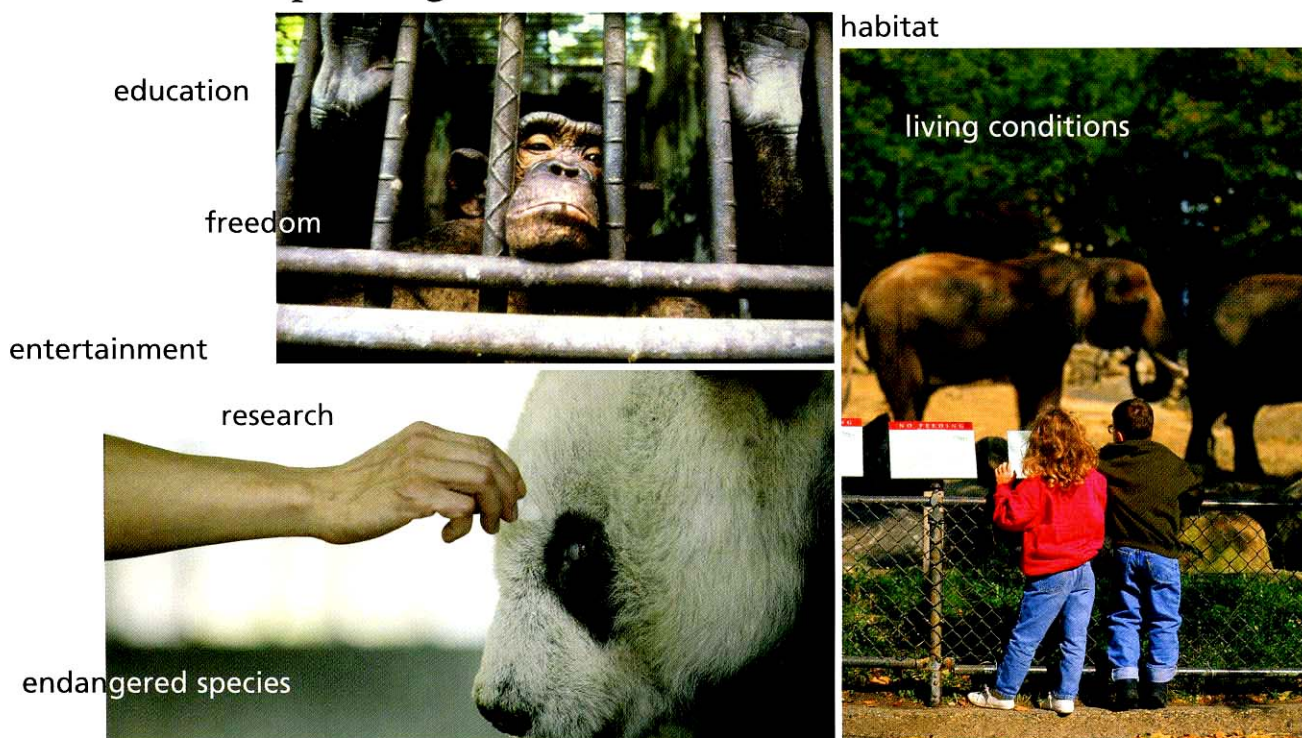 habitat
education
living conditions
freedom
entertainment
research
NO FEEDING
endangered species